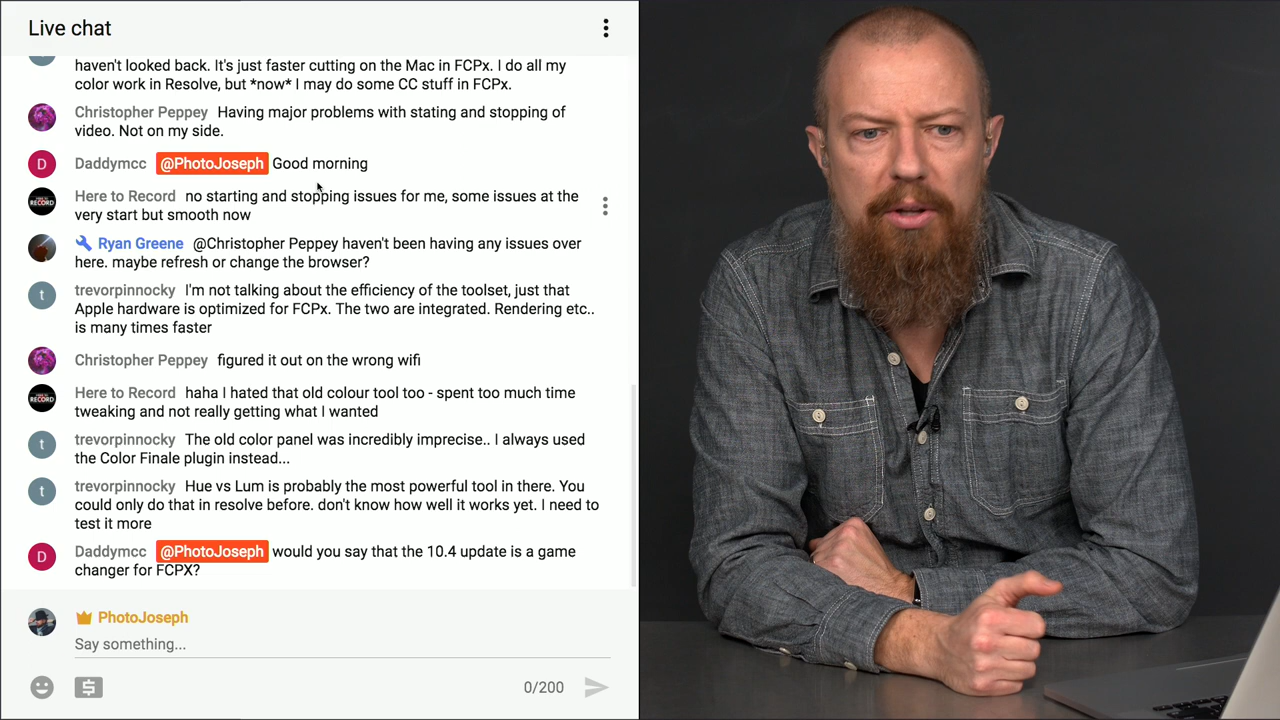 Live chat
haven't looked back. It's just faster cutting on the Mac in FCPx. I do all my
color work in Resolve, but *now* I may do some CC stuff in FCPx.
Christopher Peppey Having major problems with stating and stopping of
video. Not on my side.
D Daddymcc @PhotoJoseph Good morning
RECORD Here to Record no starting and stopping issues for me, some issues at the
very start but smooth now
Ryan Greene @Christopher Peppey haven't been having any issues over
here. maybe refresh or change the browser?
t trevorpinnocky I'm not talking about the efficiency of the toolset, just that
Apple hardware is optimized for FCPx. The two are integrated. Rendering etc..
is many times faster
Christopher Peppey figured it out on the wrong wifi
RECORD Here to Record haha I hated that old colour tool too - spent too much time
tweaking and not really getting what I wanted
t trevorpinnocky The old color panel was incredibly imprecise.. I always used
the Color Finale plugin instead...
t trevorpinnocky Hue vs Lum is probably the most powerful tool in there. You
could only do that in resolve before. don't know how well it works yet. I need to
test it more
D Daddymcc @PhotoJoseph would you say that the 10.4 update is a game
changer for FCPX?
PhotoJoseph
Say something...
0/200